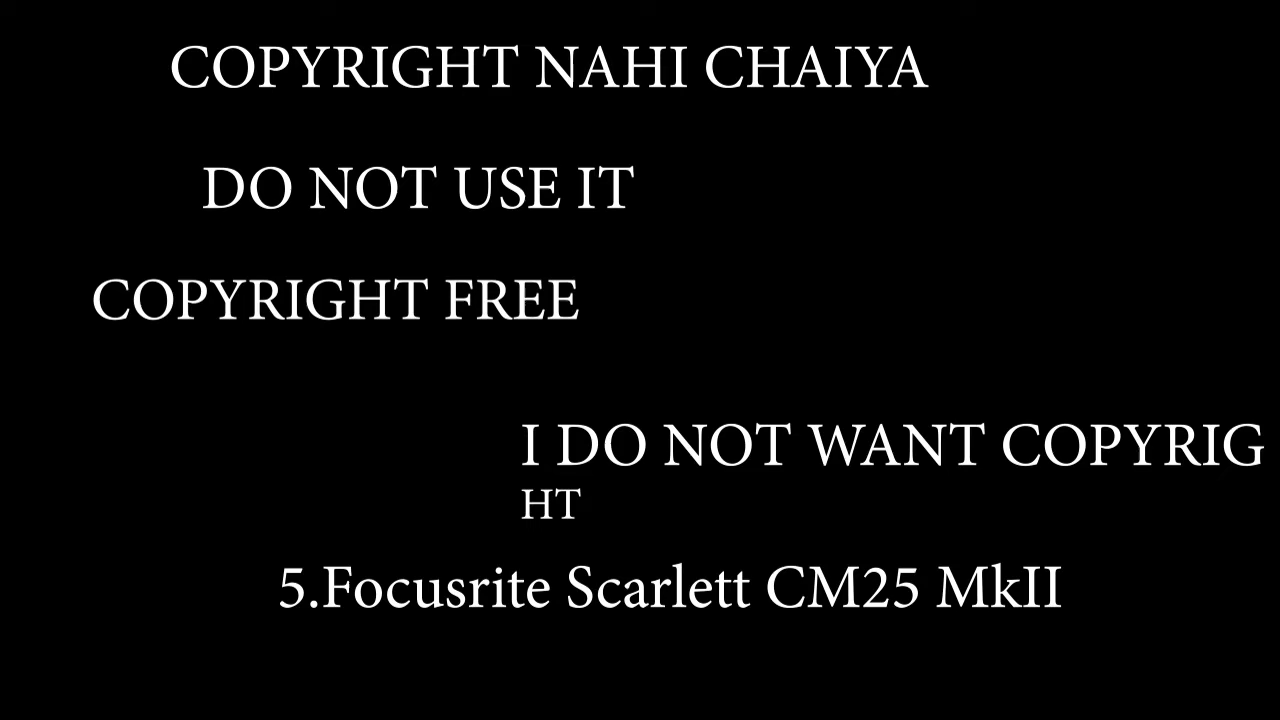 COPYRIGHT NAHI CHAIYA
DO NOT USE IT
COPYRIGHT FREE
I DO NOT WANT COPYRIG
HT
5.Focusrite Scarlett CM25 MkII